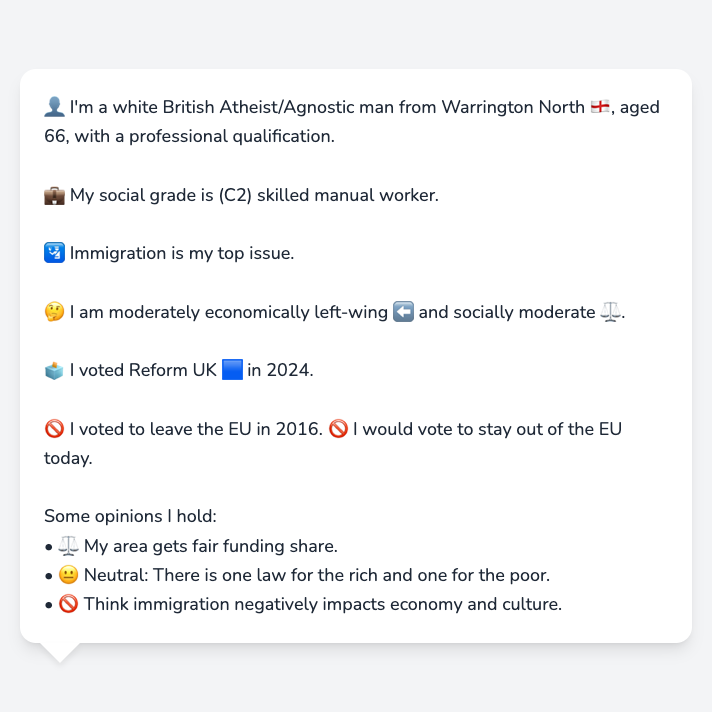 👤 I'm a white British Atheist/Agnostic man from Warrington North 🏴󠁧󠁢󠁥󠁮󠁧󠁿, aged
66, with a professional qualification.
💼 My social grade is (C2) skilled manual worker.
🛂 Immigration is my top issue.
🤔 I am moderately economically left-wing ⬅️ and socially moderate ⚖️.
🗳️ I voted Reform UK 🟦 in 2024.
🚫 I voted to leave the EU in 2016. 🚫 I would vote to stay out of the EU
today.
Some opinions I hold:
• ⚖️ My area gets fair funding share.
• 😐 Neutral: There is one law for the rich and one for the poor.
• 🚫 Think immigration negatively impacts economy and culture.